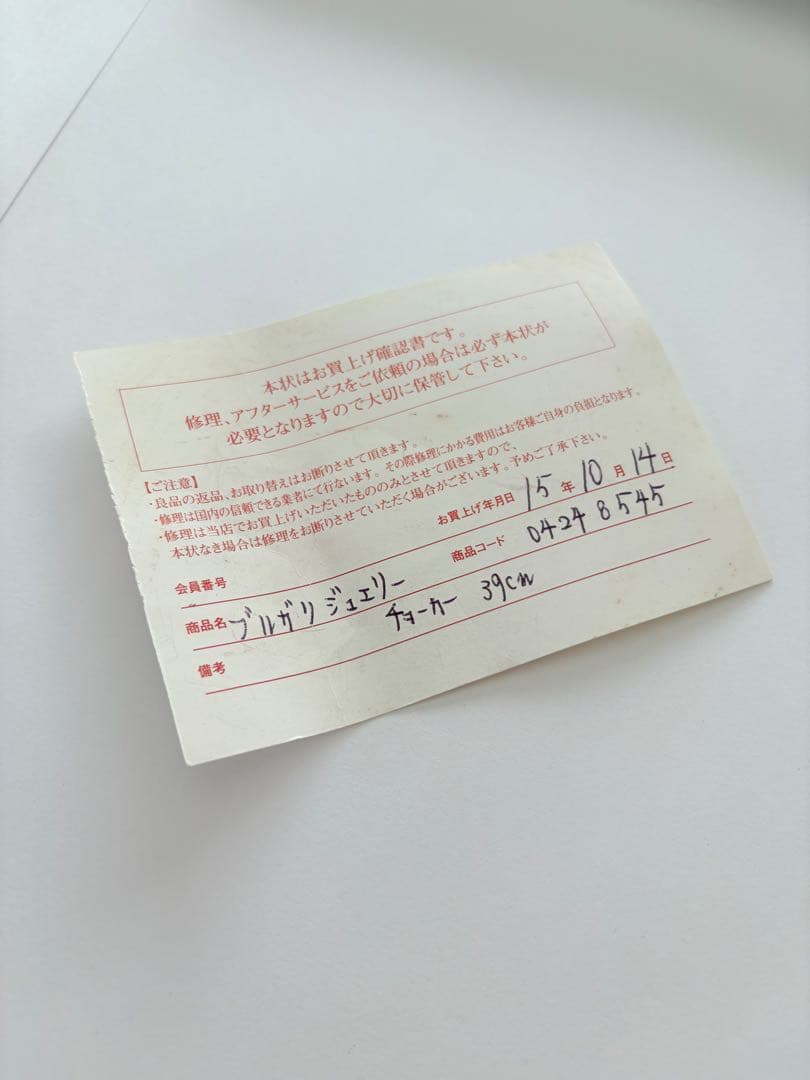 本状はお買上げ確認書です。
修理、アフターサービスをご依頼の場合は必ず本状が
必要となりますので大切に保管して下さい。
【ご注意】
・良品の返品、お取り替えはお断りさせて頂きます。
・修理は国内の信頼できる業者にて行ないます。その際修理にかかる費用はお客様ご自身の負担となります。
・修理は当店でお買上げいただいたもののみとさせて頂きますので、
本状なき場合は修理をお断りさせていただく場合がございます。予めご了承下さい。
お買上げ年月日 15 年 10 月 14 日
会員番号
商品コード 04248545
商品名 ブルガリ ジュエリー
チョーカー 39cm
備考